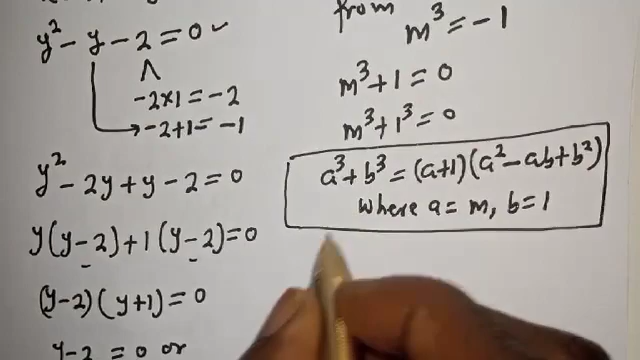 y² - y - 2 = 0 ✓
-2×1 = -2
-2+1 = -1
y² - 2y + y - 2 = 0
y(y-2)+1(y-2)=0
(y-2)(y+1)=0
y-2 = 0 or
from
m³ = -1
m³+1 = 0
m³+1³ = 0
a³+b³ = (a+1)(a²-ab+b²)
where a = m, b = 1